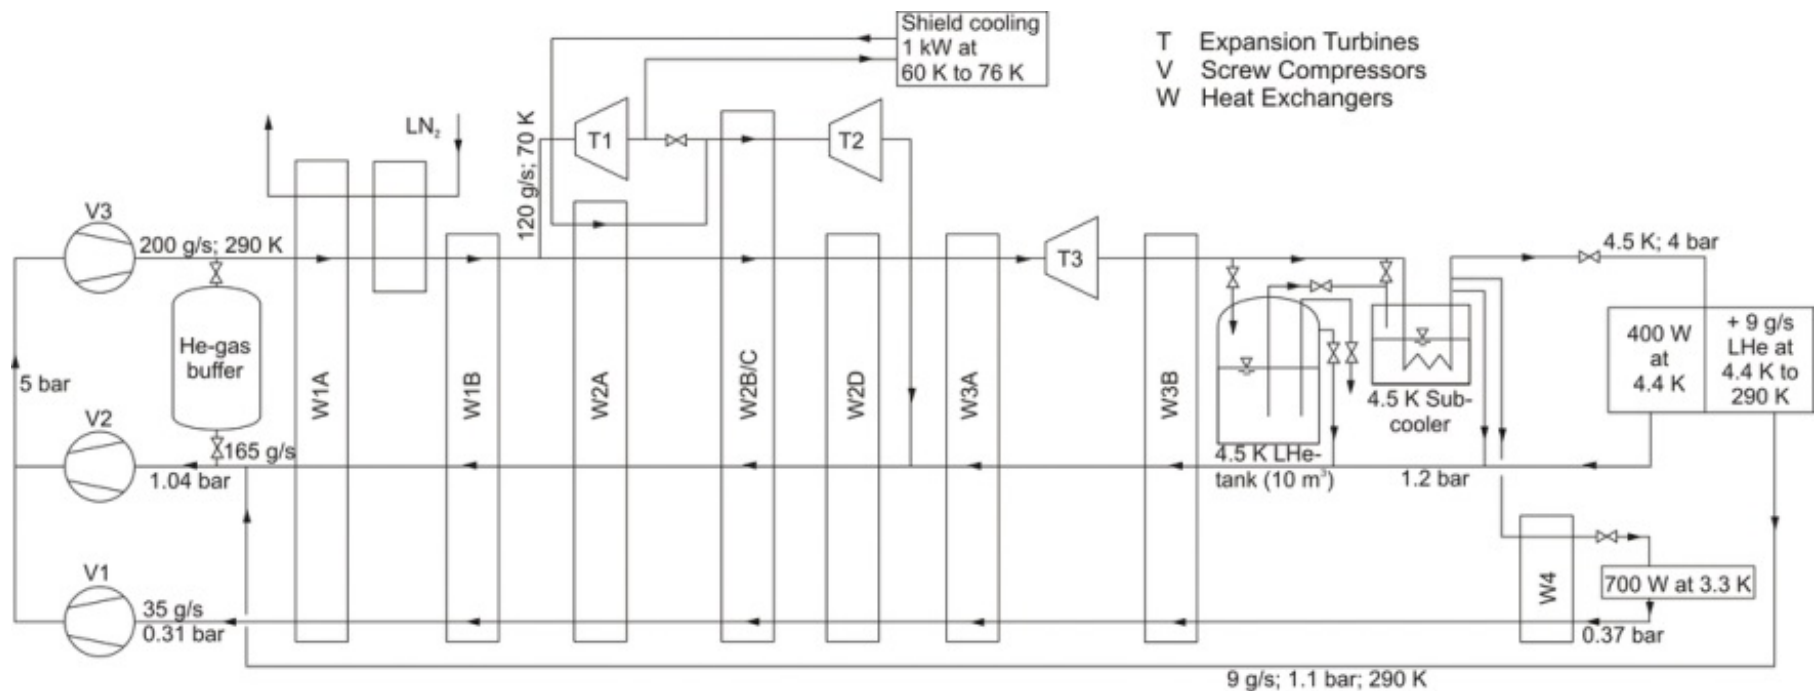 Shield cooling
1 kW at
60 K to 76 K
T Expansion Turbines
V Screw Compressors
W Heat Exchangers
LN₂
120 g/s; 70 K
T1
T2
V3
200 g/s; 290 K
T3
4.5 K; 4 bar
He-gas
buffer
5 bar
W1A
W1B
W2A
W2B/C
W2D
W3A
W3B
400 W
at
4.4 K
+ 9 g/s
LHe at
4.4 K to
290 K
4.5 K Sub-
cooler
V2
165 g/s
1.04 bar
4.5 K LHe-
tank (10 m³)
1.2 bar
V1
35 g/s
0.31 bar
W4
700 W at 3.3 K
0.37 bar
9 g/s; 1.1 bar; 290 K